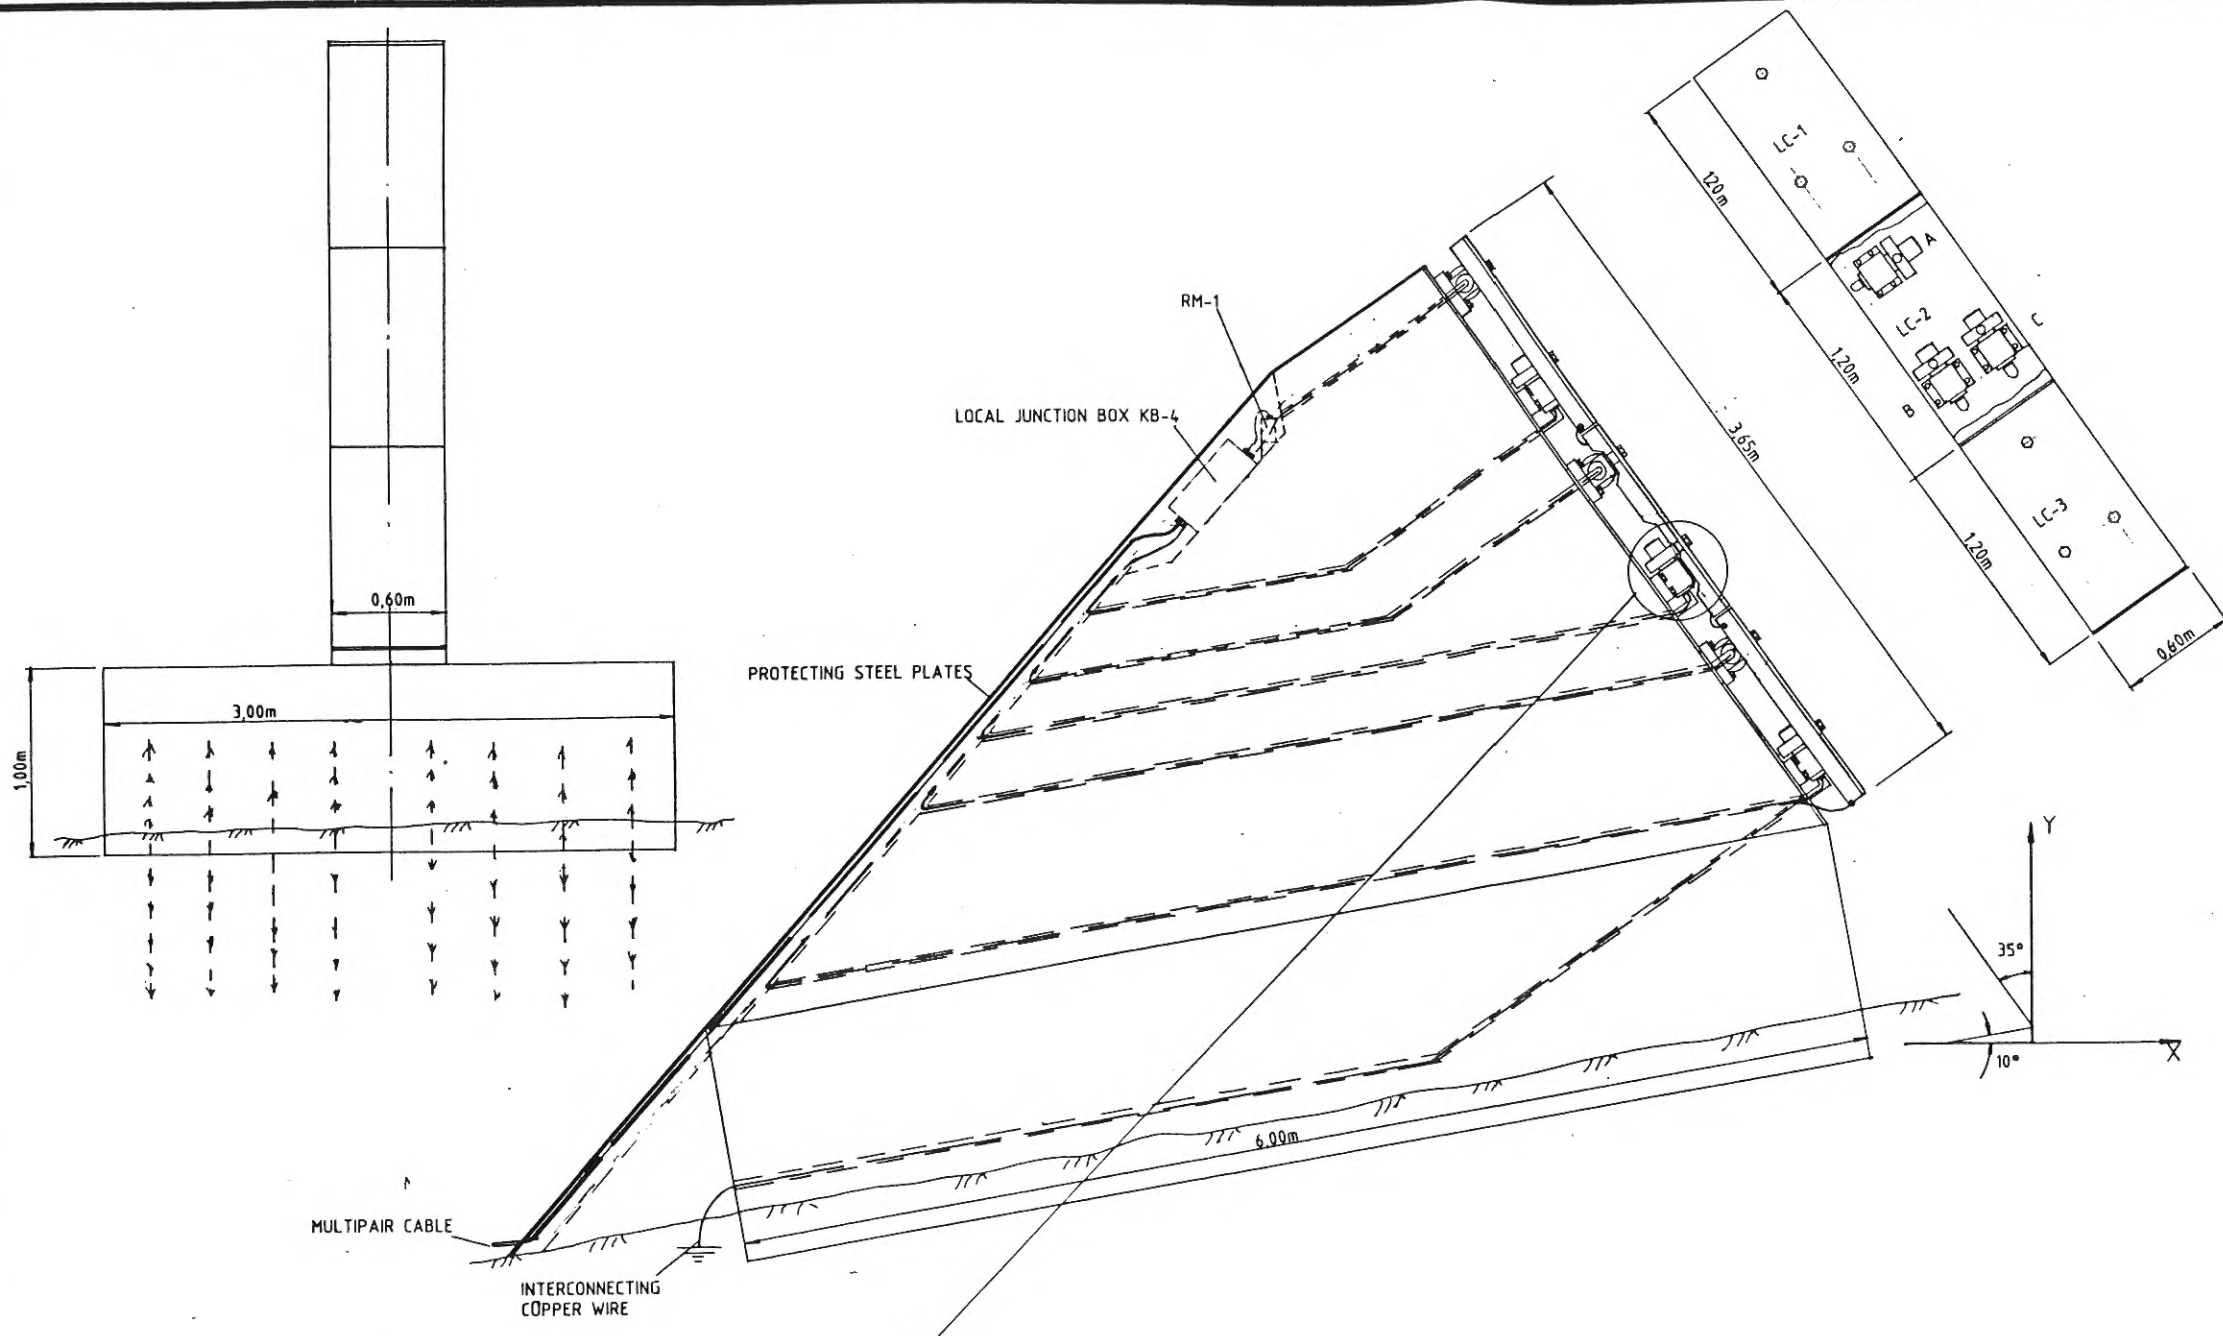 LC-1
1,20m
A
RM-1
LC-2
C
LOCAL JUNCTION BOX KB-4
1,20m
B
3,65m
LC-3
1,20m
0,60m
0,60m
PROTECTING STEEL PLATES
3,00m
1,00m
Y
35°
X
10°
6,00m
MULTIPAIR CABLE
INTERCONNECTING
COPPER WIRE